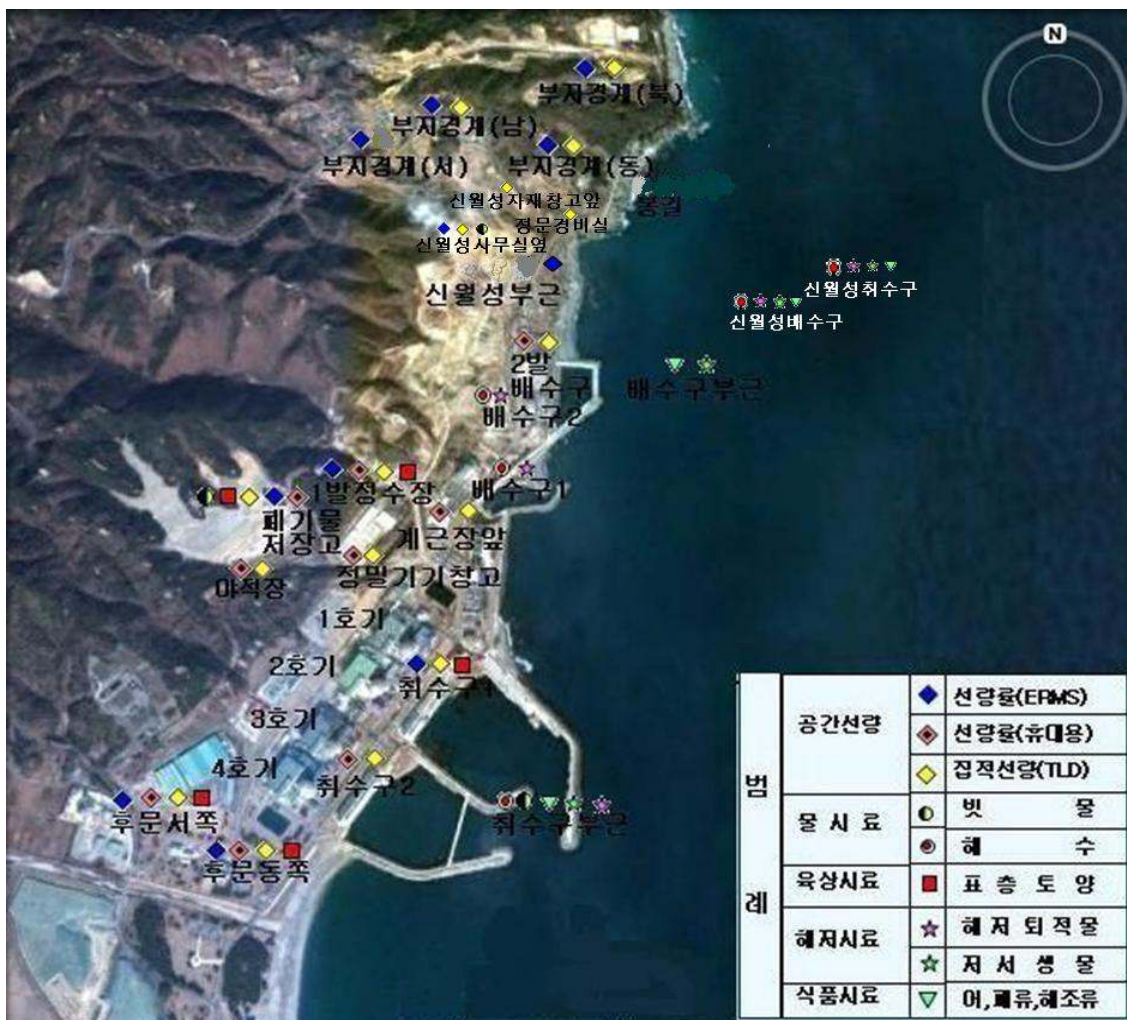 N
부지경계(북)
부지경계(남)
부지경계(서)
부지경계(동)
신월성자재창고앞
봉길
정문경비실
신월성사무실옆
신월성취수구
신월성부근
신월성배수구
2발
배수구
배수구부근
배수구2
배수구1
1발정수장
폐기물
저장고
계근장앞
정밀기기창고
야적장
1호기
2호기
취수구1
3호기
4호기
취수구2
취수구부근
후문서쪽
후문동쪽
범
례
공간선량
선량률(ERMS)
선량률(휴대용)
집적선량(TLD)
물시료
빗 물
해 수
육상시료
표 층 토 양
해저시료
해 저 퇴 적 물
저 서 생 물
식품시료
어,패류,해조류